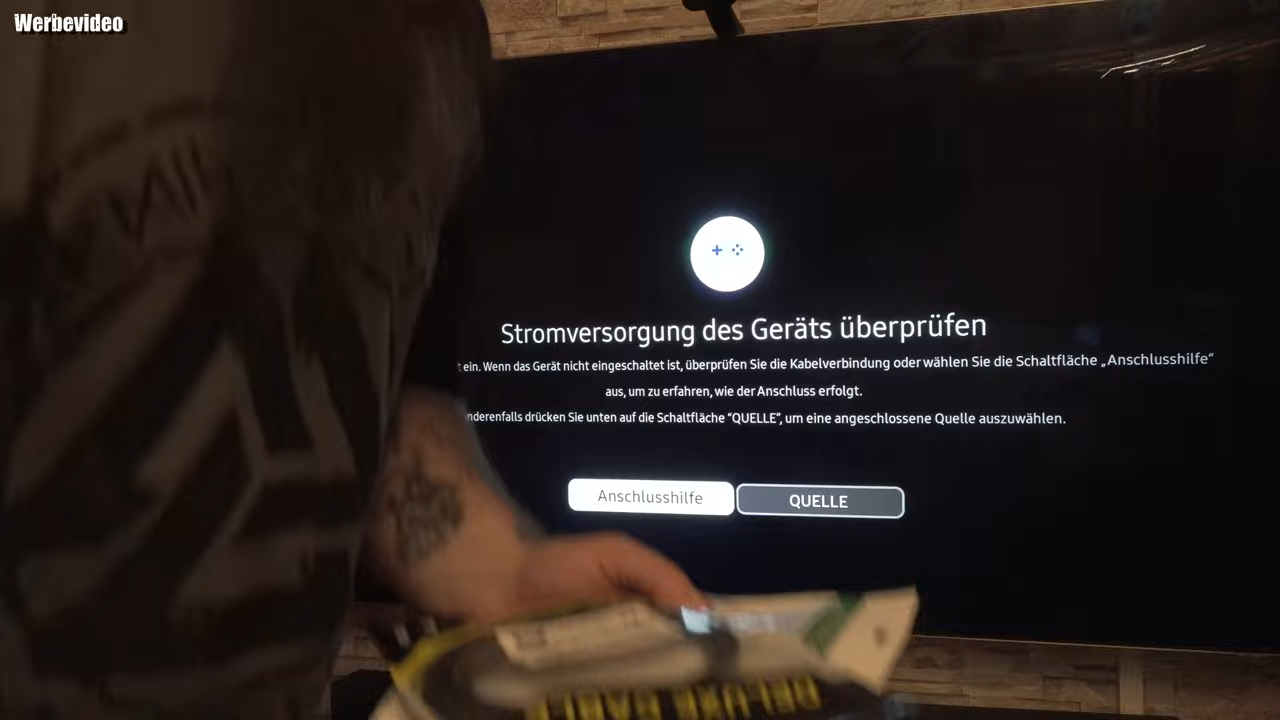 Werbevideo
Stromversorgung des Geräts überprüfen
ein. Wenn das Gerät nicht eingeschaltet ist, überprüfen Sie die Kabelverbindung oder wählen Sie die Schaltfläche „Anschlusshilfe“
aus, um zu erfahren, wie der Anschluss erfolgt.
nderenfalls drücken Sie unten auf die Schaltfläche “QUELLE”, um eine angeschlossene Quelle auszuwählen.
Anschlusshilfe
QUELLE